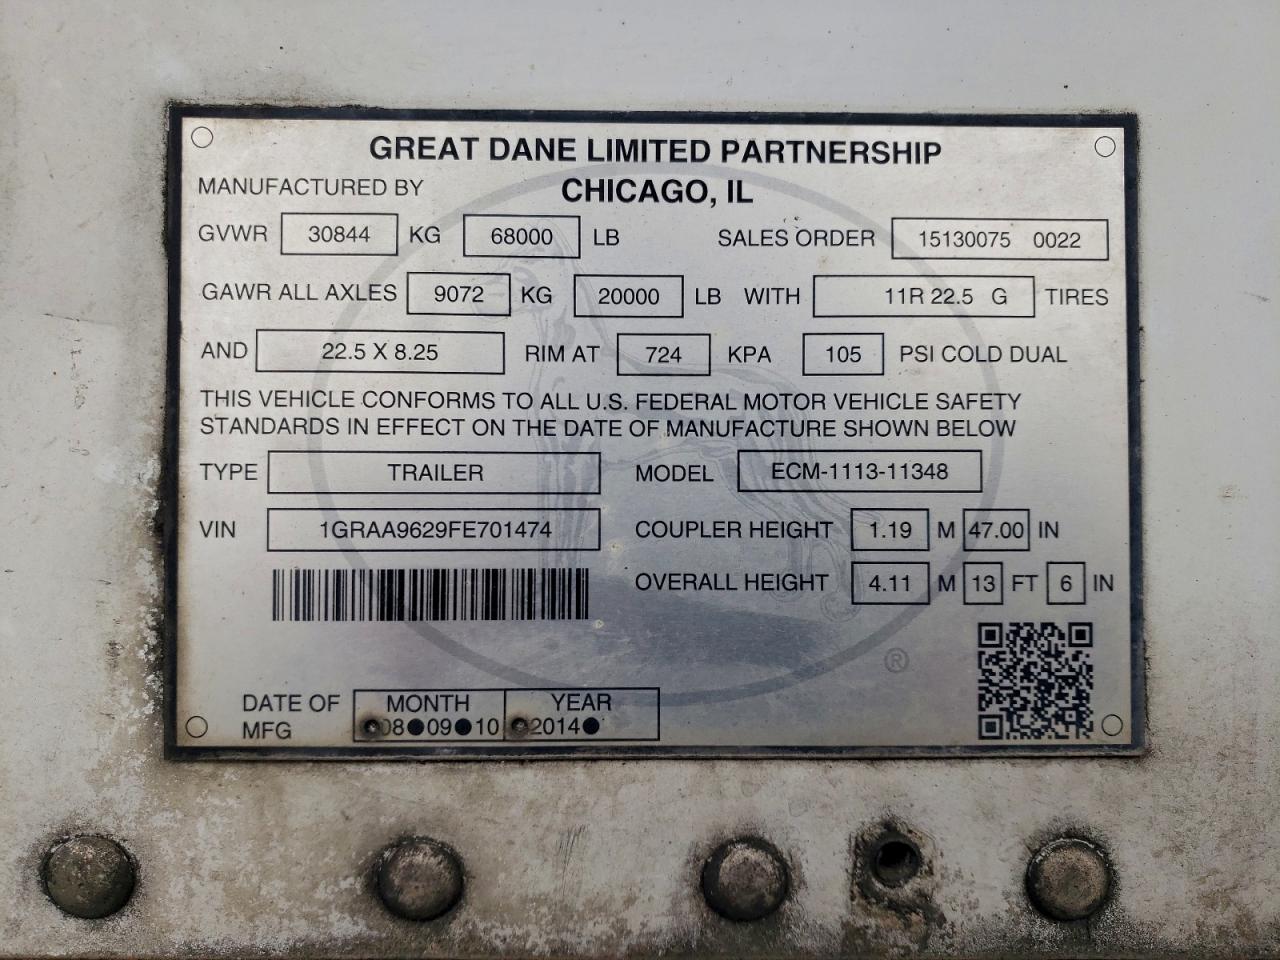 GREAT DANE LIMITED PARTNERSHIP
MANUFACTURED BY CHICAGO, IL
GVWR 30844 KG 68000 LB SALES ORDER 15130075 0022
GAWR ALL AXLES 9072 KG 20000 LB WITH 11R 22.5 G TIRES
AND 22.5 X 8.25 RIM AT 724 KPA 105 PSI COLD DUAL
THIS VEHICLE CONFORMS TO ALL U.S. FEDERAL MOTOR VEHICLE SAFETY
STANDARDS IN EFFECT ON THE DATE OF MANUFACTURE SHOWN BELOW
TYPE TRAILER MODEL ECM-1113-11348
VIN 1GRAA9629FE701474 COUPLER HEIGHT 1.19 M 47.00 IN
OVERALL HEIGHT 4.11 M 13 FT 6 IN
®
DATE OF MONTH YEAR
MFG 08●09●10 2014●